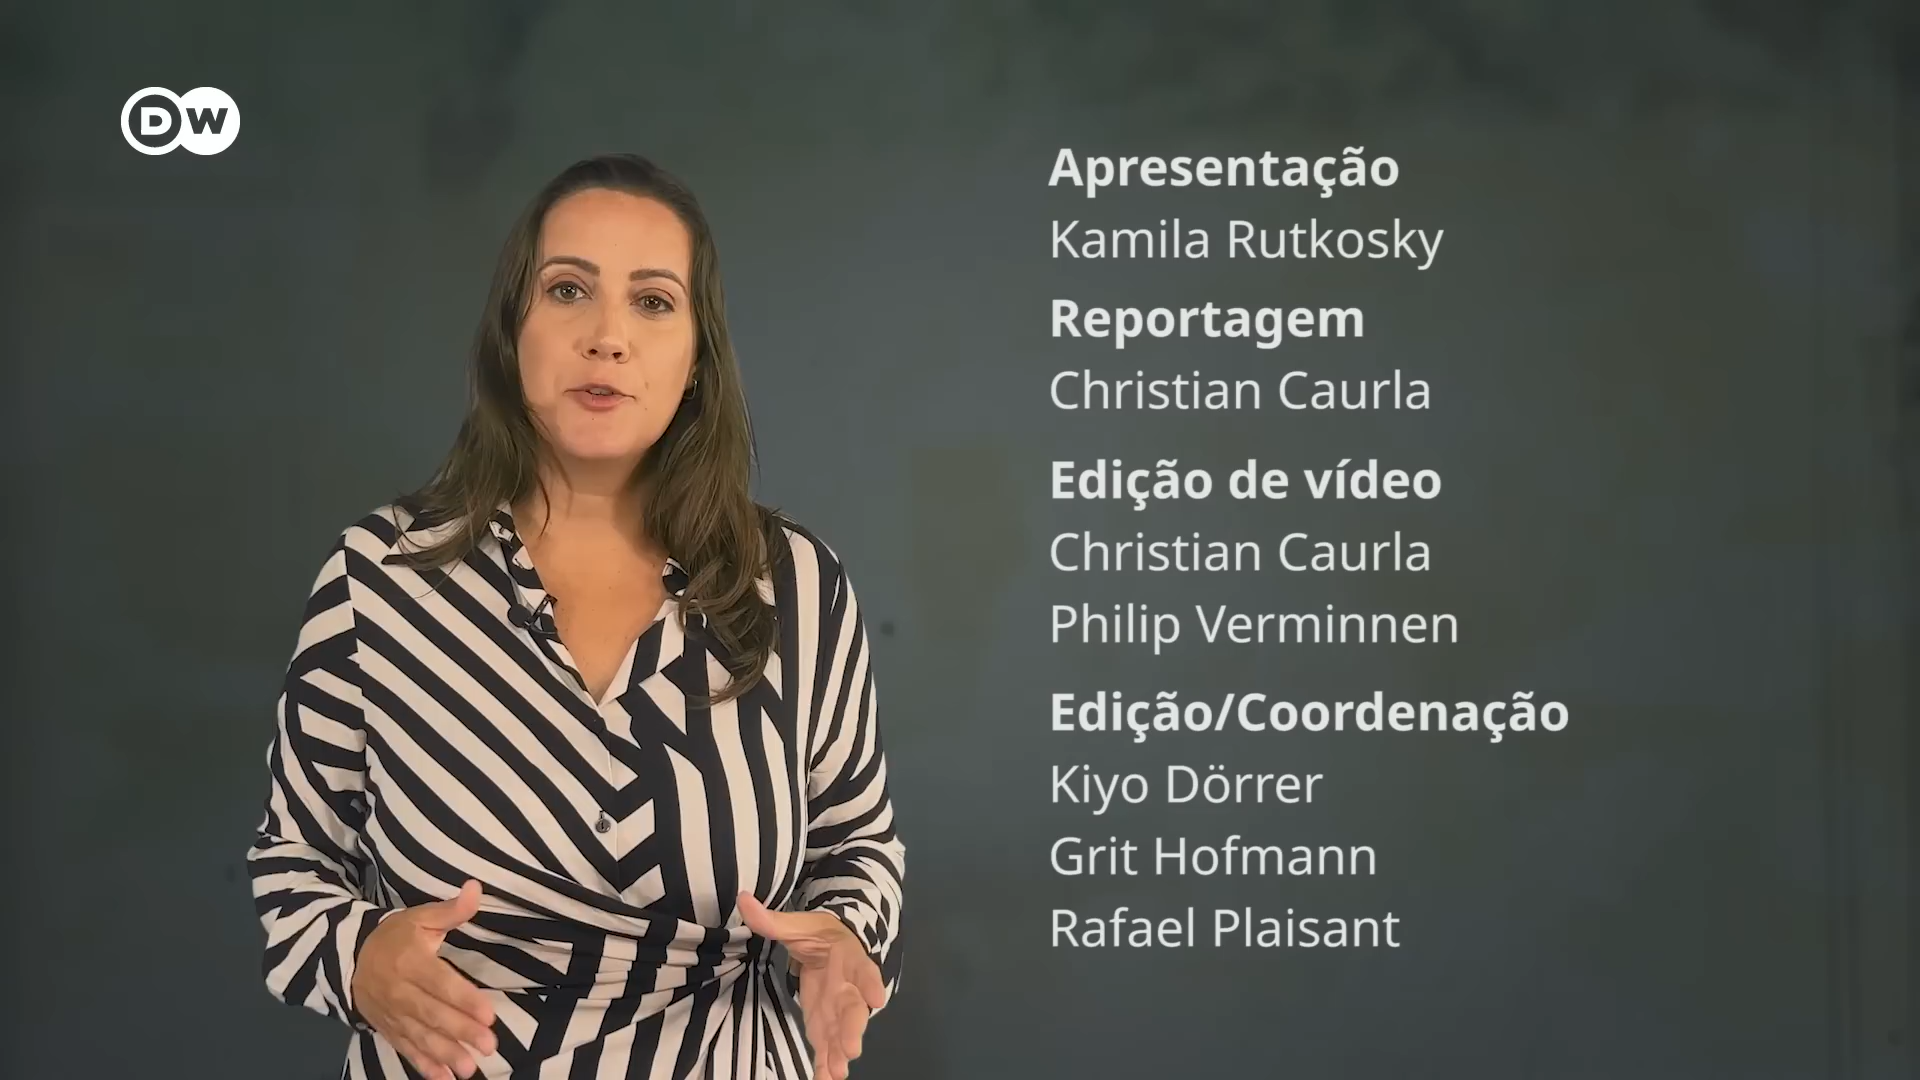 DW
Apresentação
Kamila Rutkosky
Reportagem
Christian Caurla
Edição de vídeo
Christian Caurla
Philip Verminnen
Edição/Coordenação
Kiyo Dörrer
Grit Hofmann
Rafael Plaisant